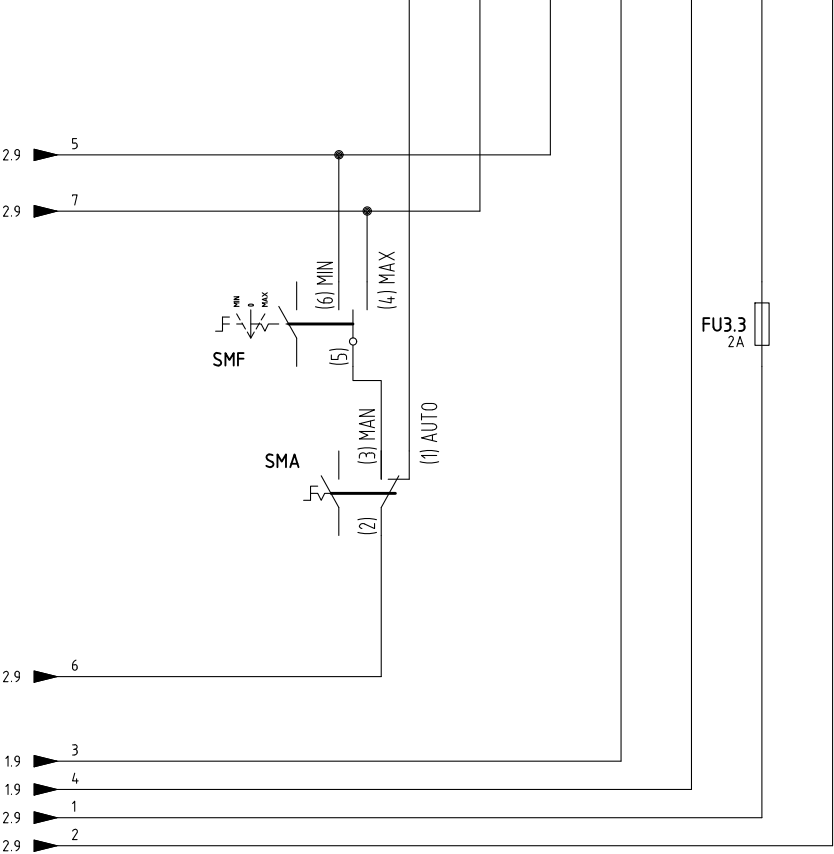 5
2.9
7
2.9
(6) MIN
(4) MAX
MIN
0
MAX
FU3.3
2A
SMF
(5)
(3) MAN
(1) AUTO
SMA
(2)
6
2.9
3
1.9
4
1.9
1
2.9
2
2.9